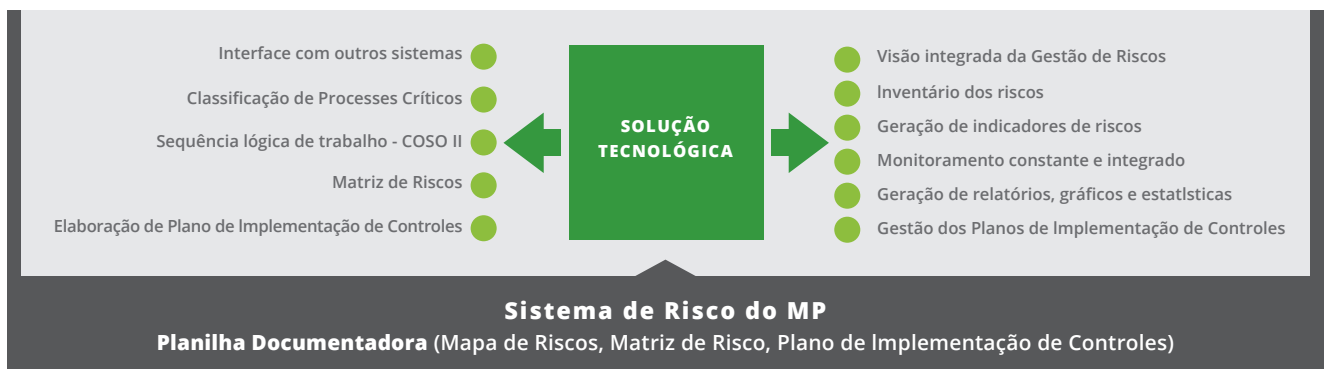 Interface com outros sistemas
Classificação de Processes Críticos
Sequência lógica de trabalho - COSO II
Matriz de Riscos
Elaboração de Plano de lmplementação de Controles
SOLUÇÃO
TECNOLÓGICA
Visão integrada da Gestão de Riscos
lnventário dos riscos
Geração de indicadores de riscos
Monitoramento constante e integrado
Geração de relatórios, gráficos e estatlsticas
Gestão dos Planos de lmplementação de Controles
Sistema de Risco do MP
Planilha Documentadora (Mapa de Riscos, Matriz de Risco, Plano de lmplementação de Controles)